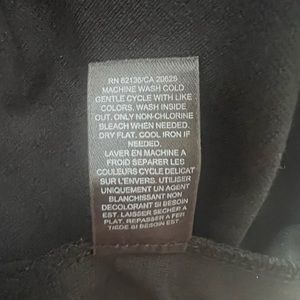 RN 62136/CA 20626
MACHINE WASH COLD
GENTLE CYCLE WITH LIKE
COLORS, WASH INSIDE
OUT. ONLY NON-CHLORINE
BLEACH WHEN NEEDED.
DRY FLAT. COOL IRON IF
NEEDED.
LAVER EN MACHINE A
FROID SEPARER LES
COULEURS CYCLE DELICAT
SUR L'ENVERS. UTILISER
UNIQUEMENT UN AGENT
BLANCHISSANT NON
DECOLORANT SI BESOIN
EST. LAISSER SECHER A
PLAT. REPASSER A FER
TIEDE SI BESOIN EST.